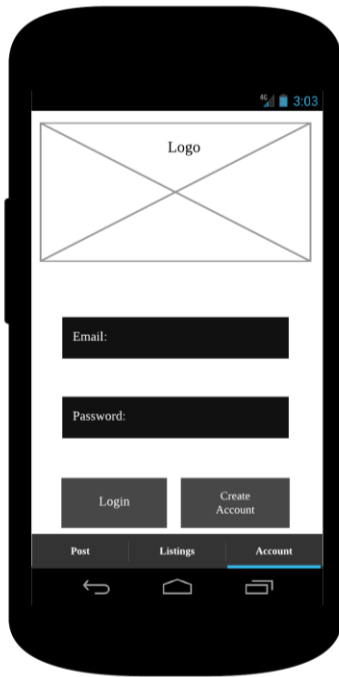 4G 3:03
Logo
Email:
Password:
Login
Create
Account
Post Listings Account